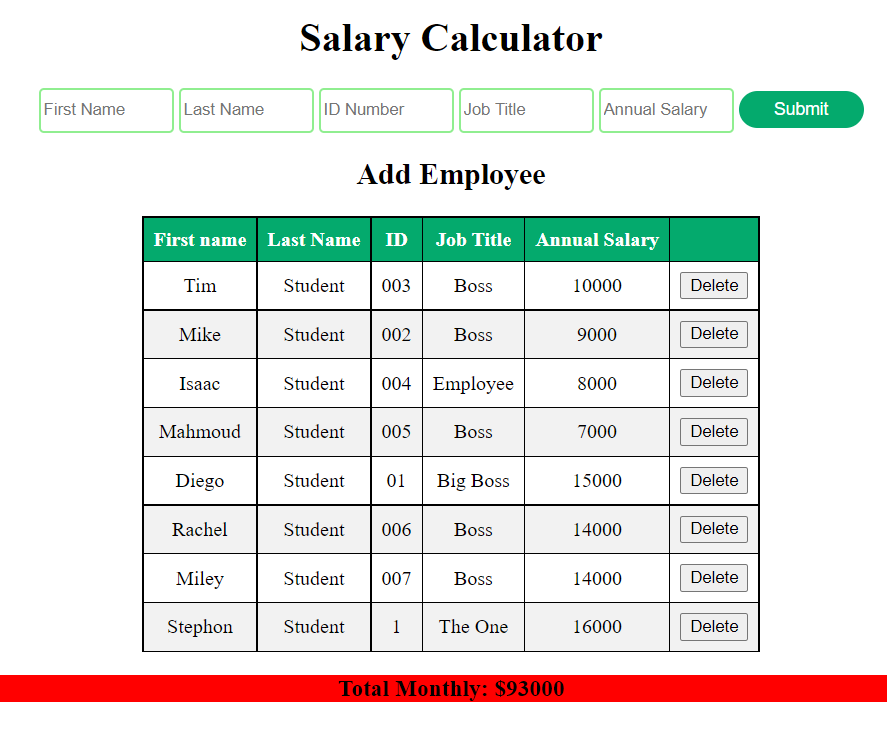 Salary Calculator
First Name Last Name ID Number Job Title Annual Salary Submit
Add Employee
First name Last Name ID Job Title Annual Salary
Tim Student 003 Boss 10000 Delete
Mike Student 002 Boss 9000 Delete
Isaac Student 004 Employee 8000 Delete
Mahmoud Student 005 Boss 7000 Delete
Diego Student 01 Big Boss 15000 Delete
Rachel Student 006 Boss 14000 Delete
Miley Student 007 Boss 14000 Delete
Stephon Student 1 The One 16000 Delete
Total Monthly: $93000